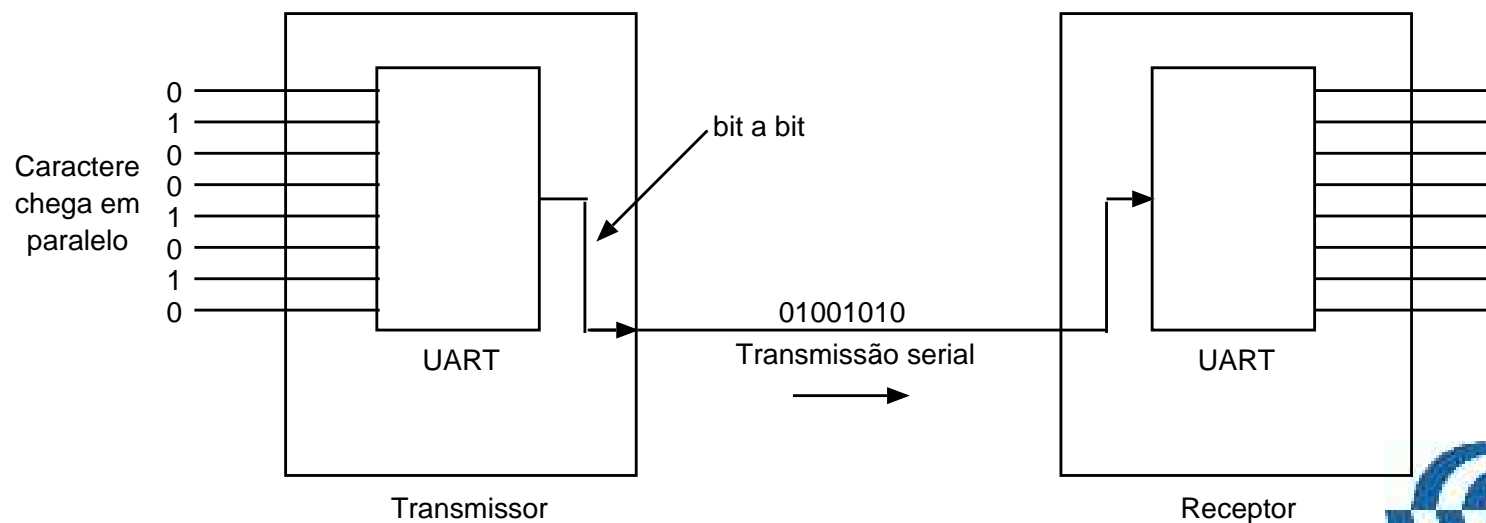 0
1
0
0
1
0
1
0
Caractere
chega em
paralelo
bit a bit
UART
01001010
Transmissão serial
UART
Transmissor
Receptor